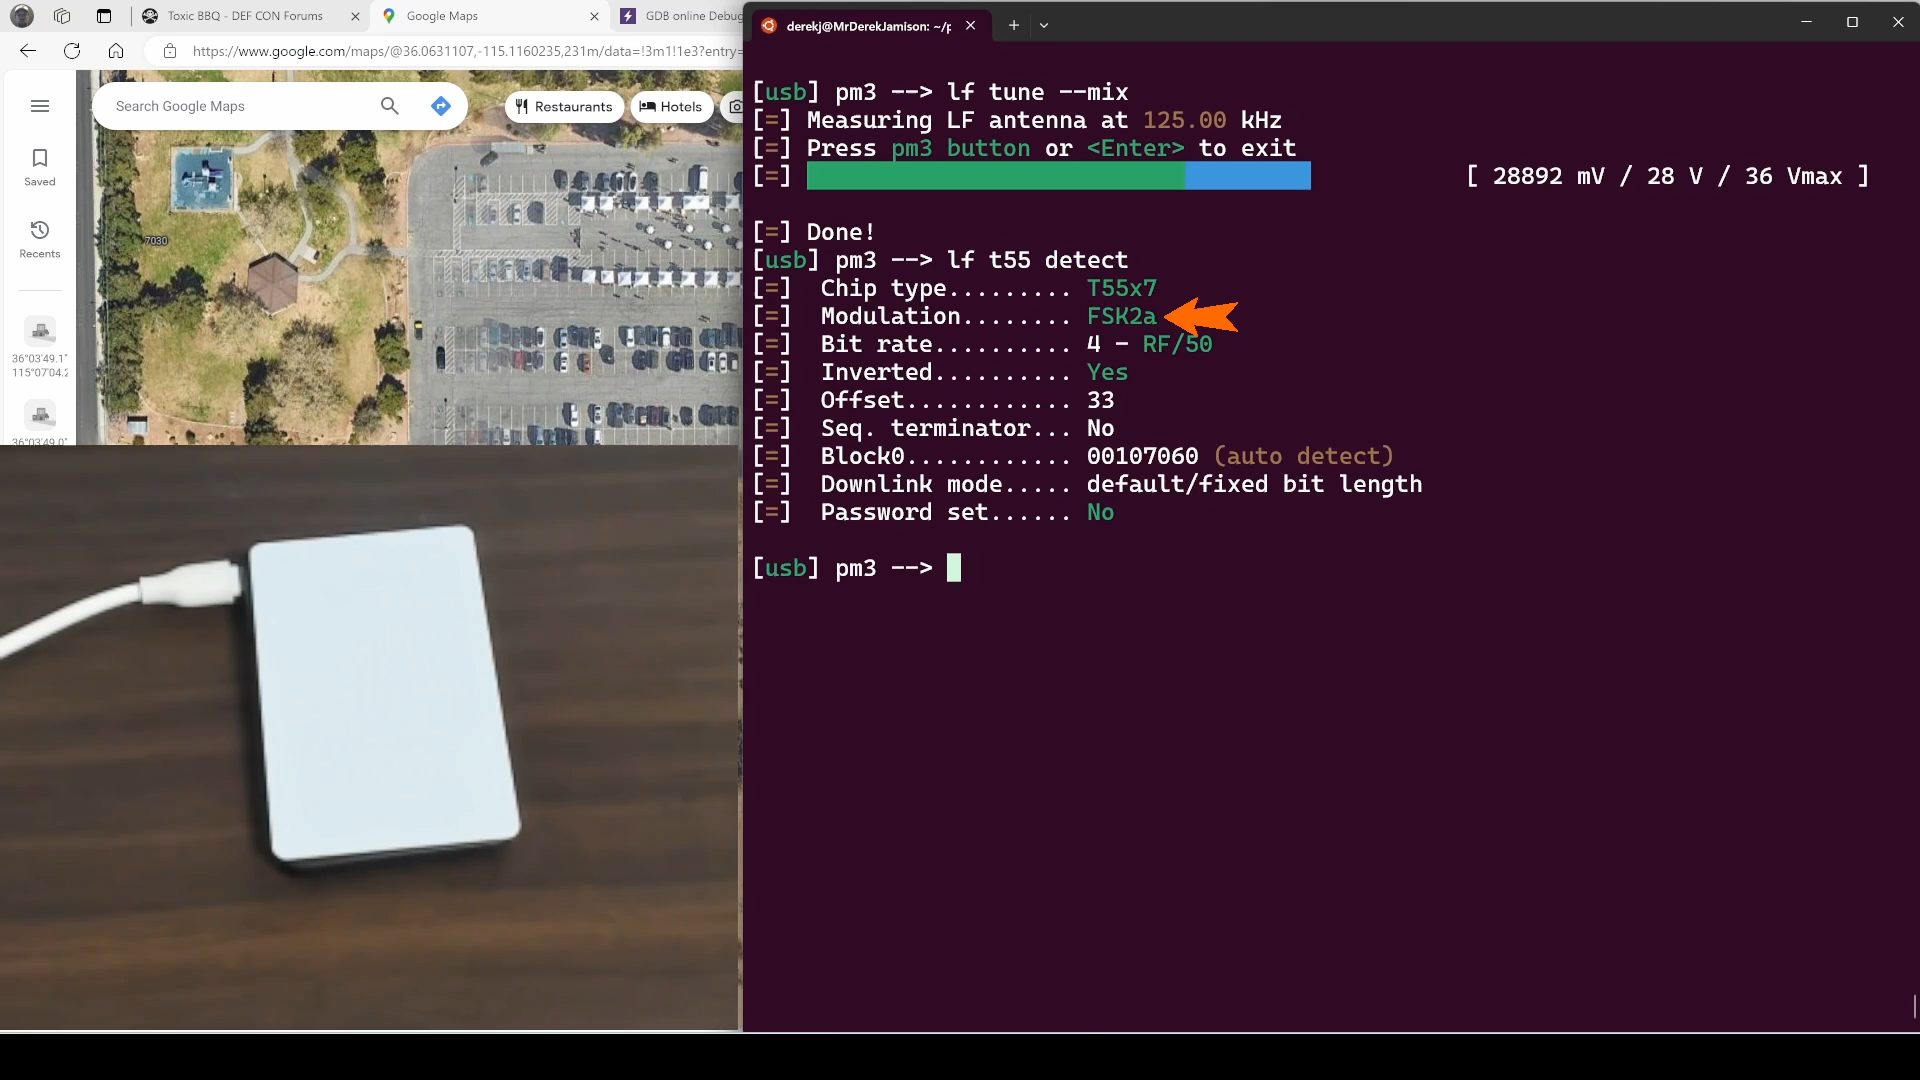 Toxic BBQ - DEF CON Forums
Google Maps
GDB online Debug
https://www.google.com/maps/@36.0631107,-115.1160235,231m/data=!3m1!1e3?entry=
Search Google Maps
Restaurants
Hotels
Saved
Recents
36°03'49.1"
115°07'04.2
36°03'49.0"
7030
derekj@MrDerekJamison: ~/p
[usb] pm3 --> lf tune --mix
[=] Measuring LF antenna at 125.00 kHz
[=] Press pm3 button or <Enter> to exit
[=] [ 28892 mV / 28 V / 36 Vmax ]
[=] Done!
[usb] pm3 --> lf t55 detect
[=]  Chip type......... T55x7
[=]  Modulation........ FSK2a
[=]  Bit rate.......... 4 - RF/50
[=]  Inverted.......... Yes
[=]  Offset............ 33
[=]  Seq. terminator... No
[=]  Block0............ 00107060 (auto detect)
[=]  Downlink mode..... default/fixed bit length
[=]  Password set...... No
[usb] pm3 -->